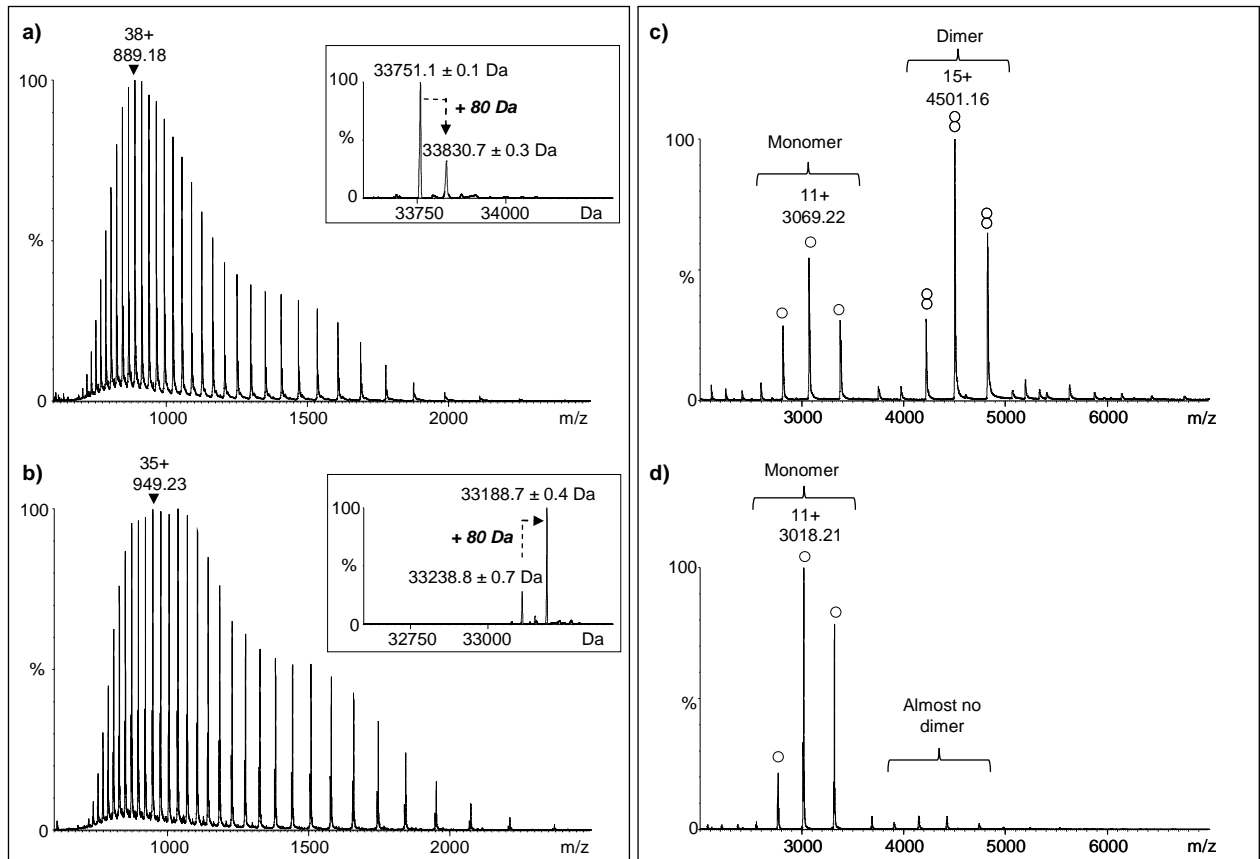 a)
38+
889.18
100
%
0
1000
1500
2000
m/z
33751.1 ± 0.1 Da
100
+ 80 Da
%
33830.7 ± 0.3 Da
0
33750
34000
Da
b)
35+
949.23
100
%
0
1000
1500
2000
m/z
33188.7 ± 0.4 Da
100
+ 80 Da
%
33238.8 ± 0.7 Da
0
32750
33000
Da
c)
Dimer
15+
4501.16
100
Monomer
11+
3069.22
%
0
3000
4000
5000
6000
m/z
d)
Monomer
11+
3018.21
100
%
Almost no
dimer
0
3000
4000
5000
6000
m/z